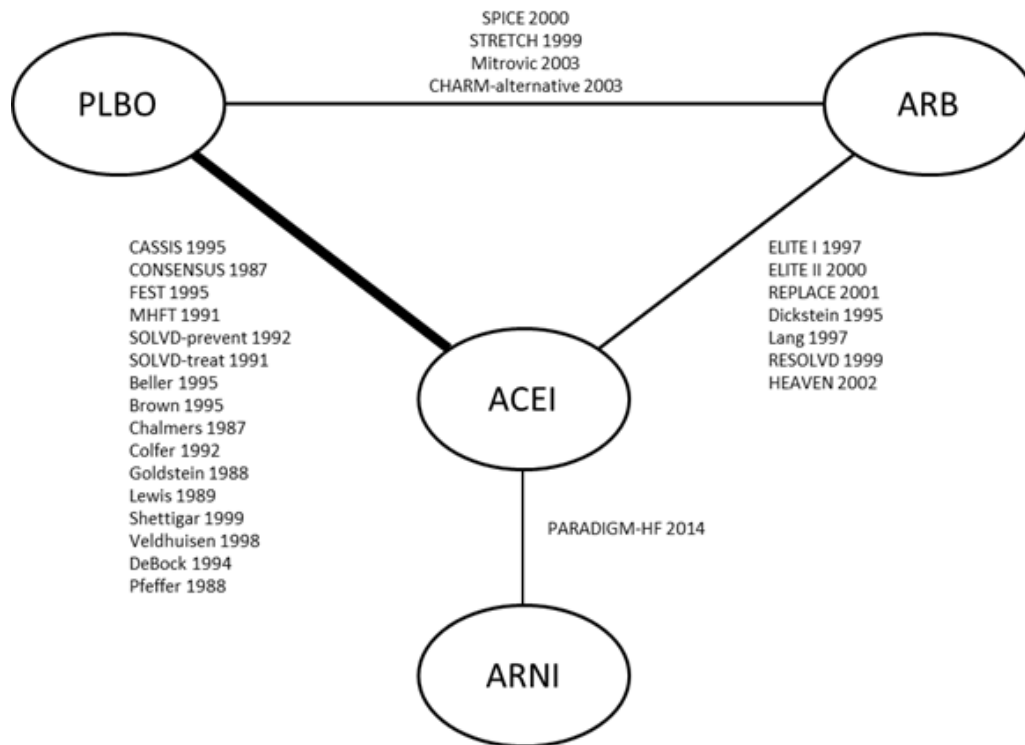 SPICE 2000
STRETCH 1999
Mitrovic 2003
CHARM-alternative 2003
PLBO
ARB
CASSIS 1995
CONSENSUS 1987
FEST 1995
MHFT 1991
SOLVD-prevent 1992
SOLVD-treat 1991
Beller 1995
Brown 1995
Chalmers 1987
Colfer 1992
Goldstein 1988
Lewis 1989
Shettigar 1999
Veldhuisen 1998
DeBock 1994
Pfeffer 1988
ELITE I 1997
ELITE II 2000
REPLACE 2001
Dickstein 1995
Lang 1997
RESOLVD 1999
HEAVEN 2002
ACEI
PARADIGM-HF 2014
ARNI